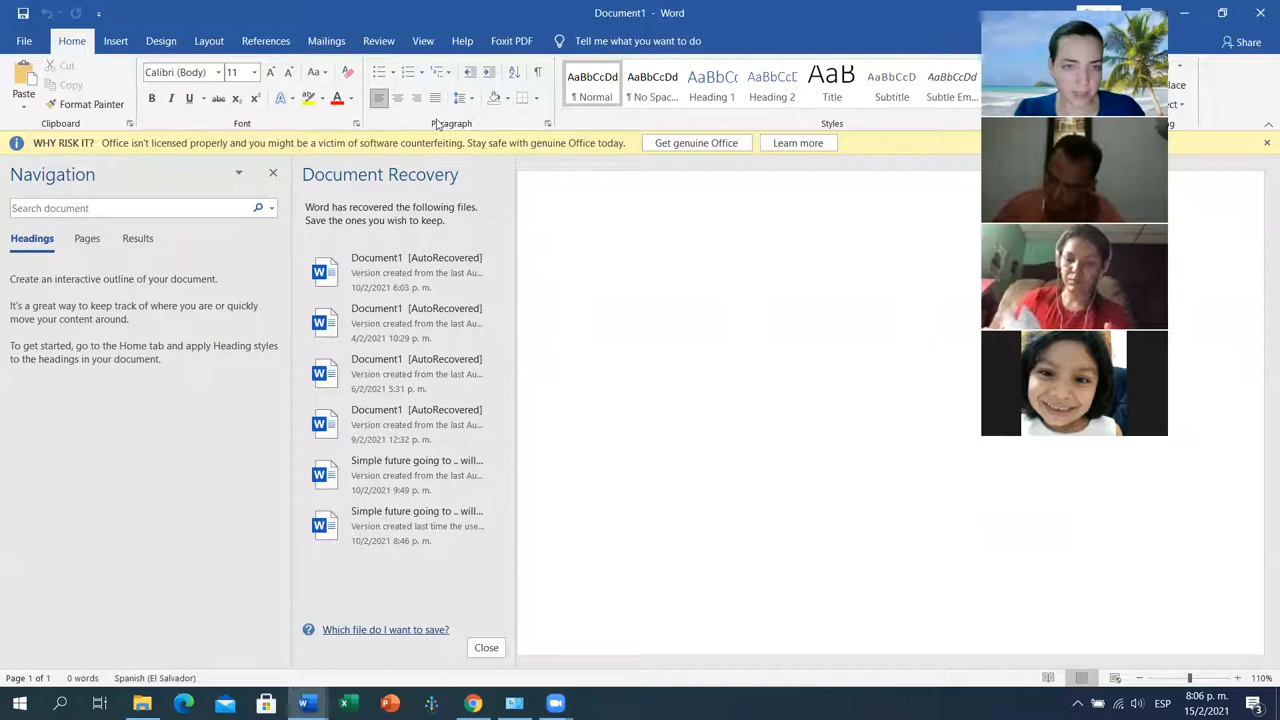 Document1 - Word
File Home Insert Design Layout References Mailings Review View Help Foxit PDF Tell me what you want to do Share
Paste Cut Copy Format Painter Clipboard
Calibri (Body) 11 Aa
B I U abc X2 X2 A A Font
Paragraph
AaBbCcDd AaBbCcDd AaBbC AaBbCcD AaB AaBbCcD AaBbCcDd
¶ Normal ¶ No Spac... Heading 1 Heading 2 Title Subtitle Subtle Em...
Styles
WHY RISK IT? Office isn't licensed properly and you might be a victim of software counterfeiting. Stay safe with genuine Office today. Get genuine Office Learn more
Navigation
Search document
Headings Pages Results
Create an interactive outline of your document.
It's a great way to keep track of where you are or quickly
move your content around.
To get started, go to the Home tab and apply Heading styles
to the headings in your document.
Document Recovery
Word has recovered the following files.
Save the ones you wish to keep.
Document1 [AutoRecovered]
Version created from the last Au...
10/2/2021 6:03 p. m.
Document1 [AutoRecovered]
Version created from the last Au...
4/2/2021 10:29 p. m.
Document1 [AutoRecovered]
Version created from the last Au...
6/2/2021 5:31 p. m.
Document1 [AutoRecovered]
Version created from the last Au...
9/2/2021 12:32 p. m.
Simple future going to .. will...
Version created from the last Au...
10/2/2021 9:49 p. m.
Simple future going to .. will...
Version created last time the use...
10/2/2021 8:46 p. m.
Which file do I want to save?
Close
Page 1 of 1 0 words Spanish (El Salvador) 110%
ESP 8:06 p. m.
15/2/2021 3